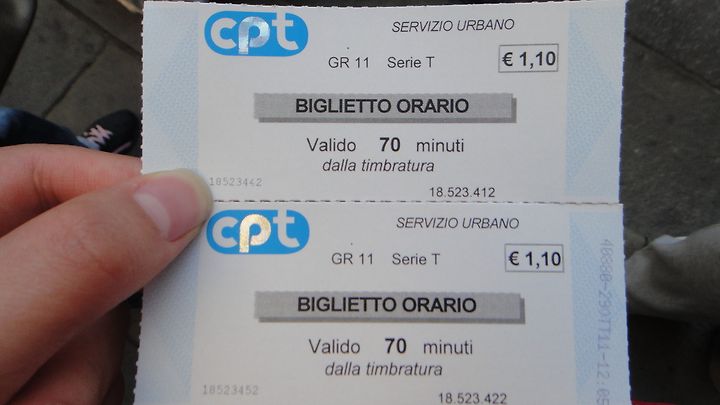 cpt
SERVIZIO URBANO
GR 11 Serie T
€ 1,10
BIGLIETTO ORARIO
Valido 70 minuti
dalla timbratura
18523442
18.523.412
cpt
SERVIZIO URBANO
GR 11 Serie T
€ 1,10
BIGLIETTO ORARIO
Valido 70 minuti
dalla timbratura
18523452
18.523.422